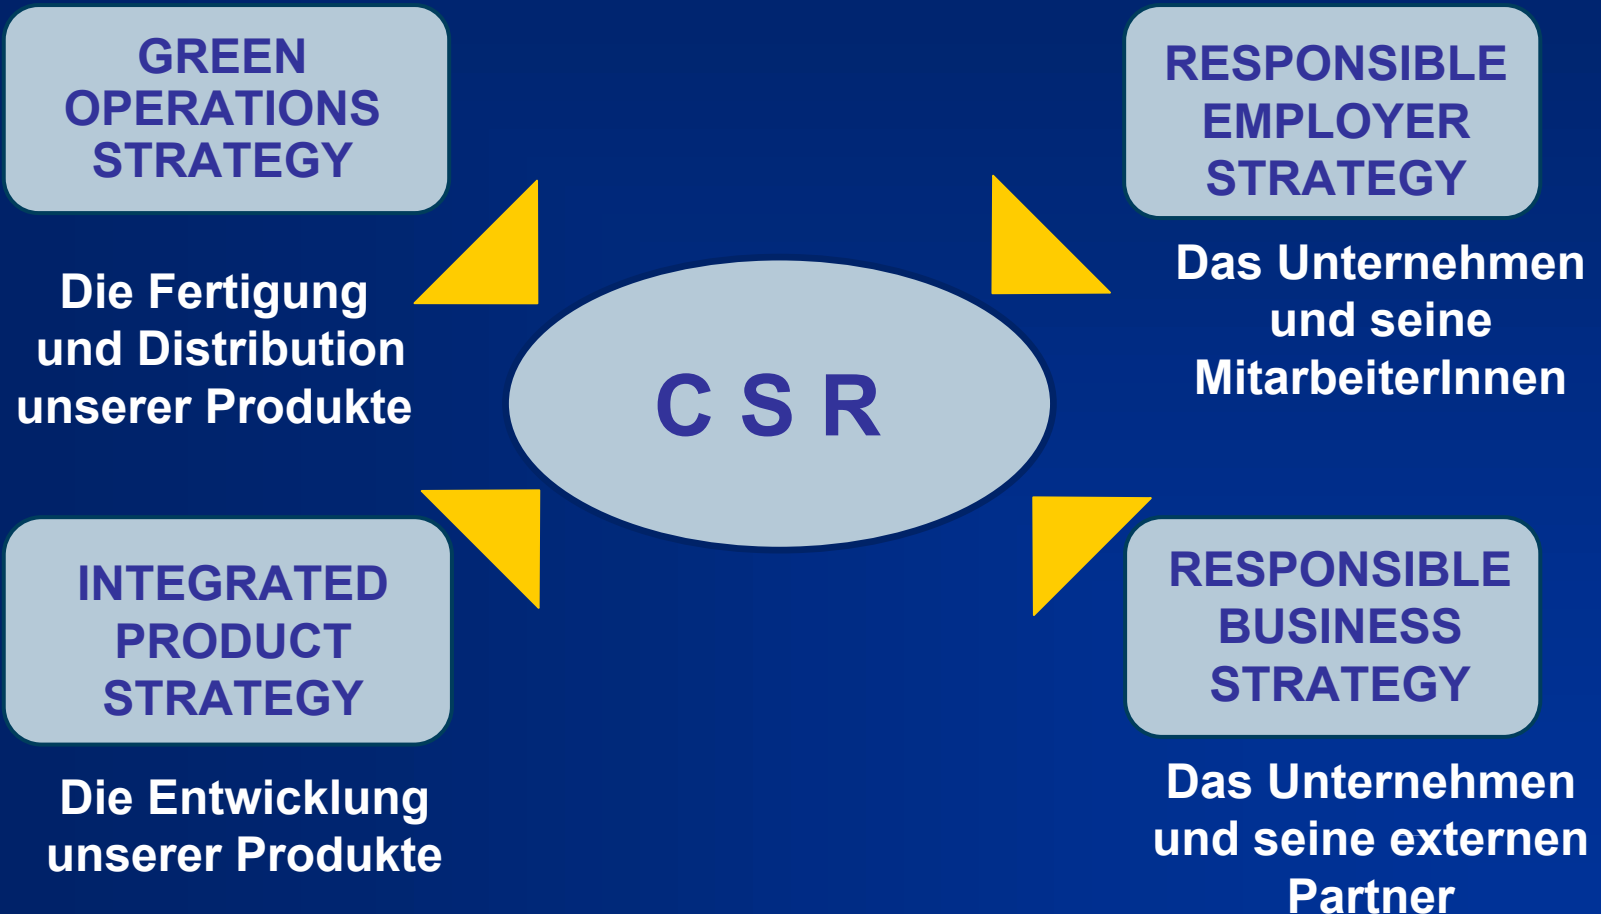 GREEN
OPERATIONS
STRATEGY
Die Fertigung
und Distribution
unserer Produkte
RESPONSIBLE
EMPLOYER
STRATEGY
Das Unternehmen
und seine
MitarbeiterInnen
C S R
INTEGRATED
PRODUCT
STRATEGY
Die Entwicklung
unserer Produkte
RESPONSIBLE
BUSINESS
STRATEGY
Das Unternehmen
und seine externen
Partner